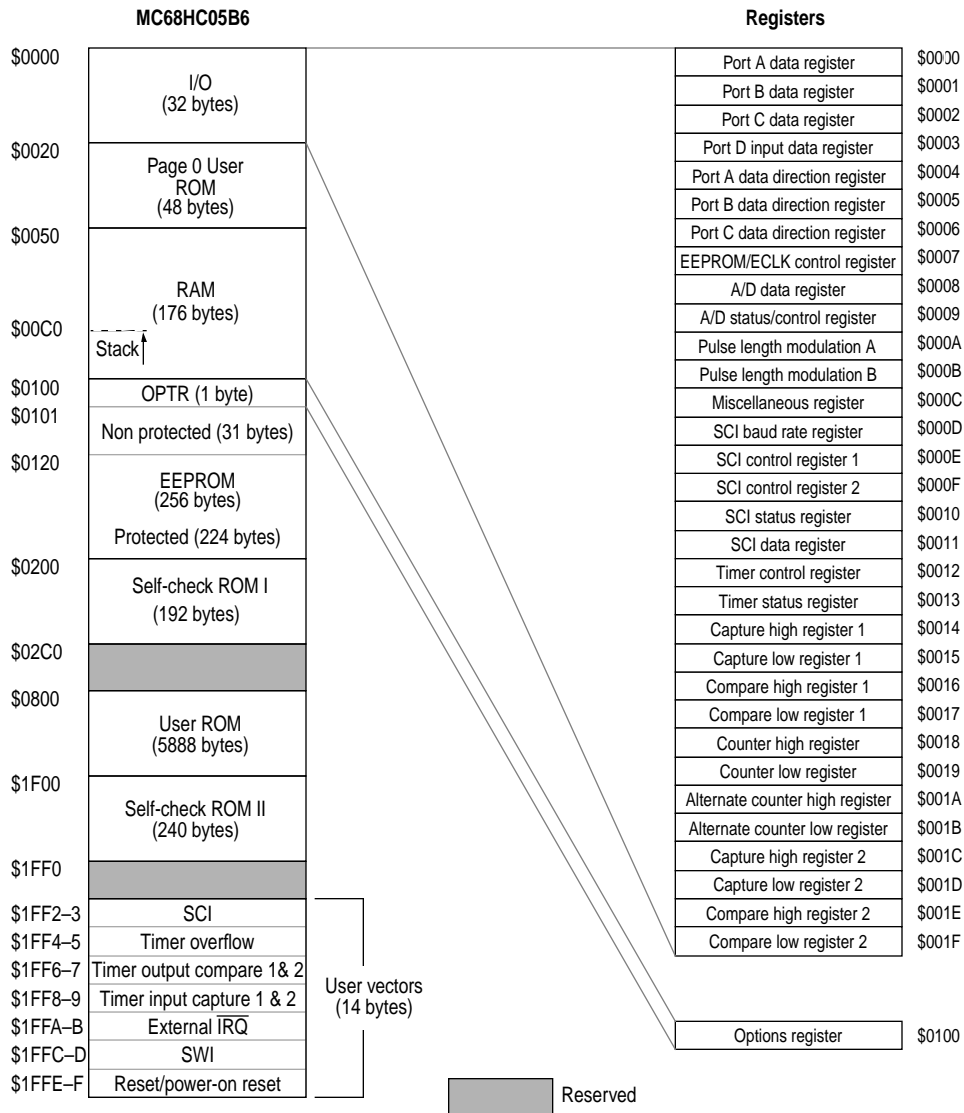 MC68HC05B6
$0000
I/O
(32 bytes)
$0020
Page 0 User
ROM
(48 bytes)
$0050
RAM
(176 bytes)
$00C0
Stack
$0100
OPTR (1 byte)
$0101
Non protected (31 bytes)
$0120
EEPROM
(256 bytes)
Protected (224 bytes)
$0200
Self-check ROM I
(192 bytes)
$02C0
$0800
User ROM
(5888 bytes)
$1F00
Self-check ROM II
(240 bytes)
$1FF0
$1FF2–3 SCI
$1FF4–5 Timer overflow
$1FF6–7 Timer output compare 1& 2
$1FF8–9 Timer input capture 1 & 2
$1FFA–B External IRQ
$1FFC–D SWI
$1FFE–F Reset/power-on reset
User vectors
(14 bytes)
Registers
Port A data register $0000
Port B data register $0001
Port C data register $0002
Port D input data register $0003
Port A data direction register $0004
Port B data direction register $0005
Port C data direction register $0006
EEPROM/ECLK control register $0007
A/D data register $0008
A/D status/control register $0009
Pulse length modulation A $000A
Pulse length modulation B $000B
Miscellaneous register $000C
SCI baud rate register $000D
SCI control register 1 $000E
SCI control register 2 $000F
SCI status register $0010
SCI data register $0011
Timer control register $0012
Timer status register $0013
Capture high register 1 $0014
Capture low register 1 $0015
Compare high register 1 $0016
Compare low register 1 $0017
Counter high register $0018
Counter low register $0019
Alternate counter high register $001A
Alternate counter low register $001B
Capture high register 2 $001C
Capture low register 2 $001D
Compare high register 2 $001E
Compare low register 2 $001F
Options register $0100
Reserved